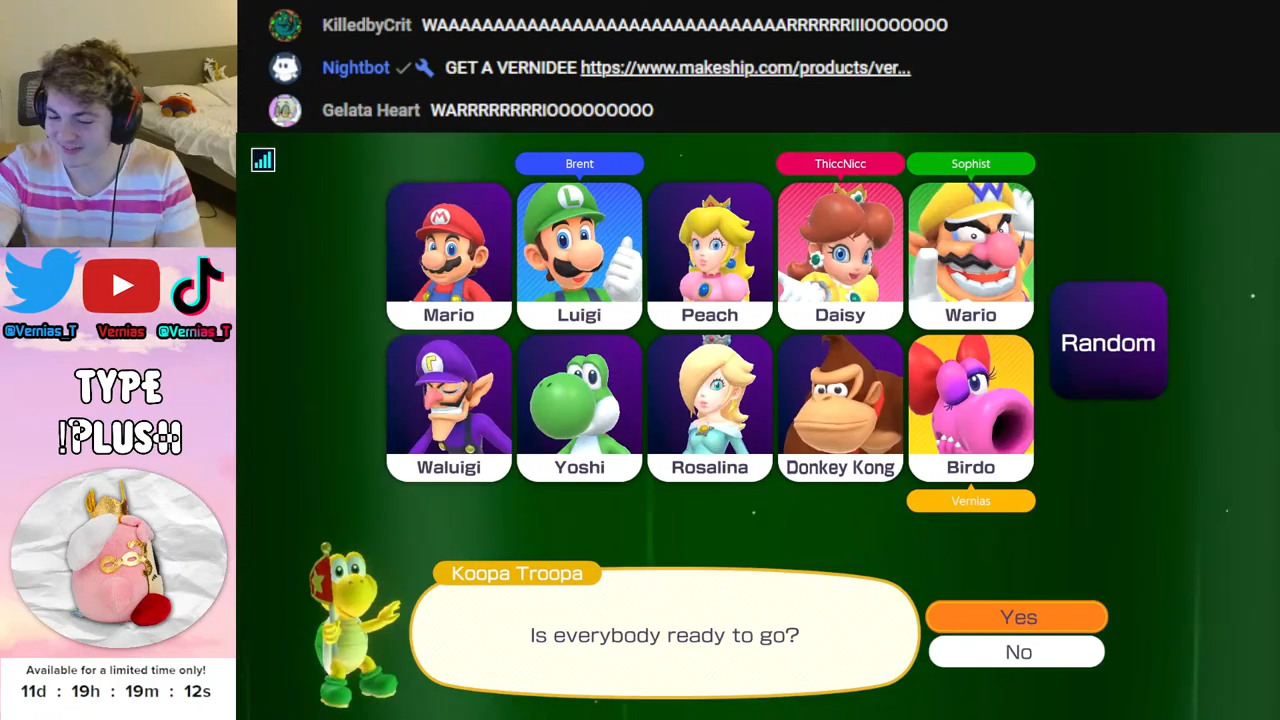 KilledbyCrit WAAAAAAAAAAAAAAAAAAAAAAAAAAAAAAARRRRRRIIIOOOOOOO
Nightbot GET A VERNIDEE https://www.makeship.com/products/ver...
Gelata Heart WARRRRRRRRIOOOOOOOOO
Brent
ThiccNicc
Sophist
Mario
Luigi
Peach
Daisy
Wario
Random
Waluigi
Yoshi
Rosalina
Donkey Kong
Birdo
Vernias
@Vernias_T
Vernias
@Vernias_T
TYPE
!PLUSH
Available for a limited time only!
11d : 19h : 19m : 12s
Koopa Troopa
Is everybody ready to go?
Yes
No